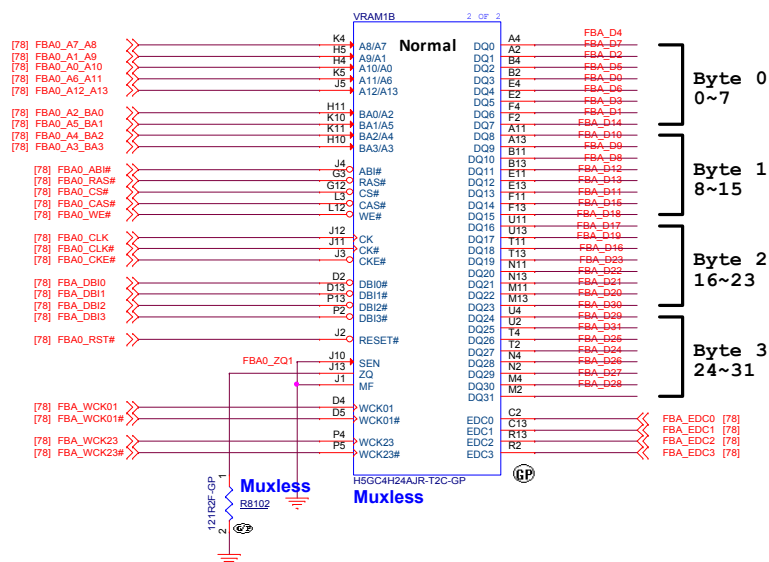 VRAM1B 2 OF 2
Normal
[78] FBA0_A7_A8 K4 A8/A7
[78] FBA0_A1_A9 H5 A9/A1
[78] FBA0_A0_A10 H4 A10/A0
[78] FBA0_A6_A11 K5 A11/A6
[78] FBA0_A12_A13 J5 A12/A13
[78] FBA0_A2_BA0 H11 BA0/A2
[78] FBA0_A5_BA1 K10 BA1/A5
[78] FBA0_A4_BA2 K11 BA2/A4
[78] FBA0_A3_BA3 H10 BA3/A3
[78] FBA0_ABI# J4 ABI#
[78] FBA0_RAS# G3 RAS#
[78] FBA0_CS# G12 CS#
[78] FBA0_CAS# L3 CAS#
[78] FBA0_WE# L12 WE#
[78] FBA0_CLK J12 CK
[78] FBA0_CLK# J11 CK#
[78] FBA0_CKE# J3 CKE#
[78] FBA_DBI0 D2 DBI0#
[78] FBA_DBI1 D13 DBI1#
[78] FBA_DBI2 P13 DBI2#
[78] FBA_DBI3 P2 DBI3#
[78] FBA0_RST# J2 RESET#
FBA0_ZQ1
J10 SEN
J13 ZQ
J1 MF
[78] FBA_WCK01 D4 WCK01
[78] FBA_WCK01# D5 WCK01#
[78] FBA_WCK23 P4 WCK23
[78] FBA_WCK23# P5 WCK23#
DQ0 A4 FBA_D4
DQ1 A2 FBA_D7
DQ2 B4 FBA_D2
DQ3 B2 FBA_D5
DQ4 E4 FBA_D0
DQ5 E2 FBA_D6
DQ6 F4 FBA_D3
DQ7 F2 FBA_D1
DQ8 A11 FBA_D14
DQ9 A13 FBA_D10
DQ10 B11 FBA_D9
DQ11 B13 FBA_D8
DQ12 E11 FBA_D12
DQ13 E13 FBA_D13
DQ14 F11 FBA_D11
DQ15 F13 FBA_D15
DQ16 U11 FBA_D18
DQ17 U13 FBA_D17
DQ18 T11 FBA_D19
DQ19 T13 FBA_D16
DQ20 N11 FBA_D23
DQ21 N13 FBA_D22
DQ22 M11 FBA_D21
DQ23 M13 FBA_D20
DQ24 U4 FBA_D30
DQ25 U2 FBA_D29
DQ26 T4 FBA_D31
DQ27 T2 FBA_D25
DQ28 N4 FBA_D24
DQ29 N2 FBA_D26
DQ30 M4 FBA_D27
DQ31 M2 FBA_D28
EDC0 C2 FBA_EDC0 [78]
EDC1 C13 FBA_EDC1 [78]
EDC2 R13 FBA_EDC2 [78]
EDC3 R2 FBA_EDC3 [78]
Byte 0
0~7
Byte 1
8~15
Byte 2
16~23
Byte 3
24~31
H5GC4H24AJR-T2C-GP
GP
Muxless
1
121R2F-GP
Muxless
R8102
2
G/P